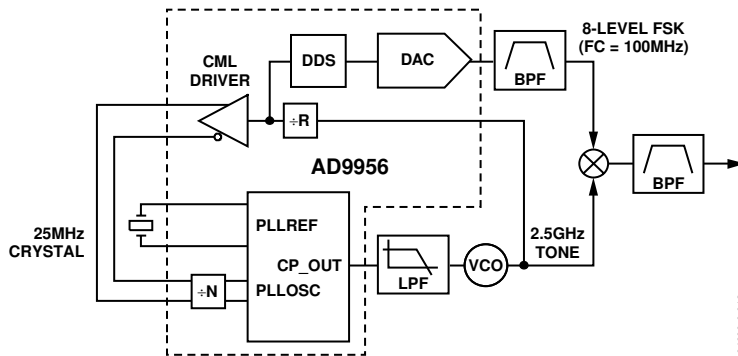 8-LEVEL FSK
(FC = 100MHz)
CML
DRIVER
DDS
DAC
BPF
÷R
AD9956
BPF
25MHz
CRYSTAL
PLLREF
CP_OUT
PLLOSC
÷N
LPF
VCO
2.5GHz
TONE